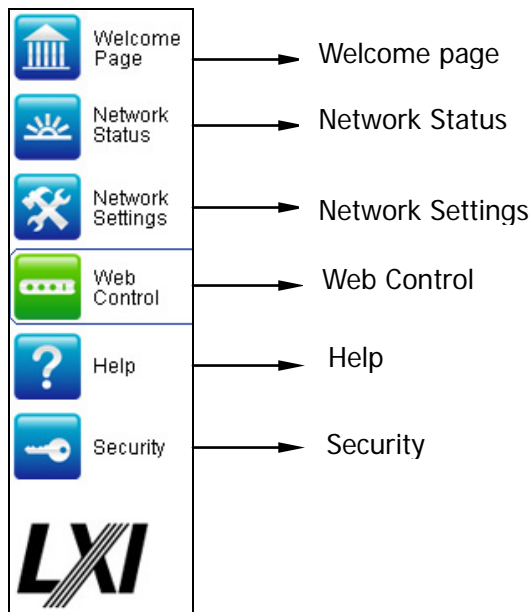 Welcome
Page
Welcome page
Network
Status
Network Status
Network
Settings
Network Settings
Web
Control
Web Control
Help
Help
Security
Security
LXI